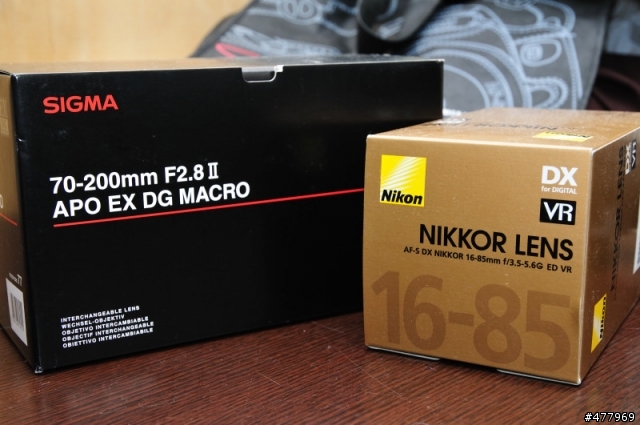 SIGMA
70-200mm F2.8 II
APO EX DG MACRO
INTERCHANGEABLE LENS
WECHSEL-OBJEKTIV
OBJETIVO INTERCAMBIABLE
OBJECTIF INTERCHANGEABLE
OBIETTIVO INTERCAMBIABILE
Nikon
DX
for DIGITAL
VR
NIKKOR LENS
AF-S DX NIKKOR 16-85mm f/3.5-5.6G ED VR
16-85
#477969